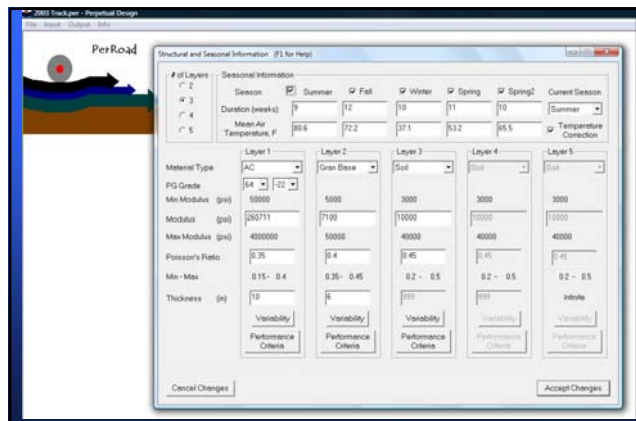 2003 Track.per - Perpetual Design
File Input Output Info
PerRoad
Structural and Seasonal Information (F1 for Help)
# of Layers
2
3
4
5
Seasonal Information
Season Summer Fall Winter Spring Spring2 Current Season
Duration (weeks) 9 12 10 11 10 Summer
Mean Air Temperature, F 80.6 72.2 37.1 53.2 65.5 Temperature Correction
Layer 1 Layer 2 Layer 3 Layer 4 Layer 5
Material Type AC Gran Base Soil Soil Soil
PG Grade 64 -22
Min Modulus (psi) 50000 5000 3000 3000 3000
Modulus (psi) 260711 7100 10000 10000 10000
Max Modulus (psi) 4000000 50000 40000 40000 40000
Poisson's Ratio 0.35 0.4 0.45 0.45 0.45
Min - Max 0.15 - 0.4 0.35 - 0.45 0.2 - 0.5 0.2 - 0.5 0.2 - 0.5
Thickness (in) 10 6 999 999 Infinite
Variability Variability Variability Variability Variability
Performance Criteria Performance Criteria Performance Criteria Performance Criteria Performance Criteria
Cancel Changes Accept Changes